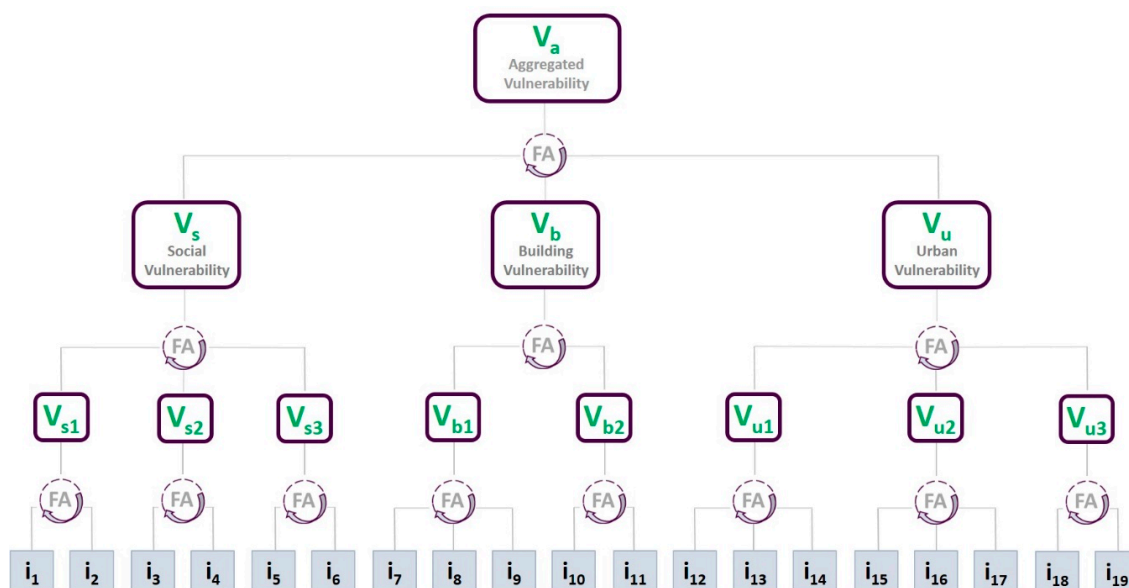 Va
Aggregated
Vulnerability
FA
Vs
Social
Vulnerability
Vb
Building
Vulnerability
Vu
Urban
Vulnerability
FA
FA
FA
Vs1
Vs2
Vs3
Vb1
Vb2
Vu1
Vu2
Vu3
FA
FA
FA
FA
FA
FA
FA
FA
i1
i2
i3
i4
i5
i6
i7
i8
i9
i10
i11
i12
i13
i14
i15
i16
i17
i18
i19